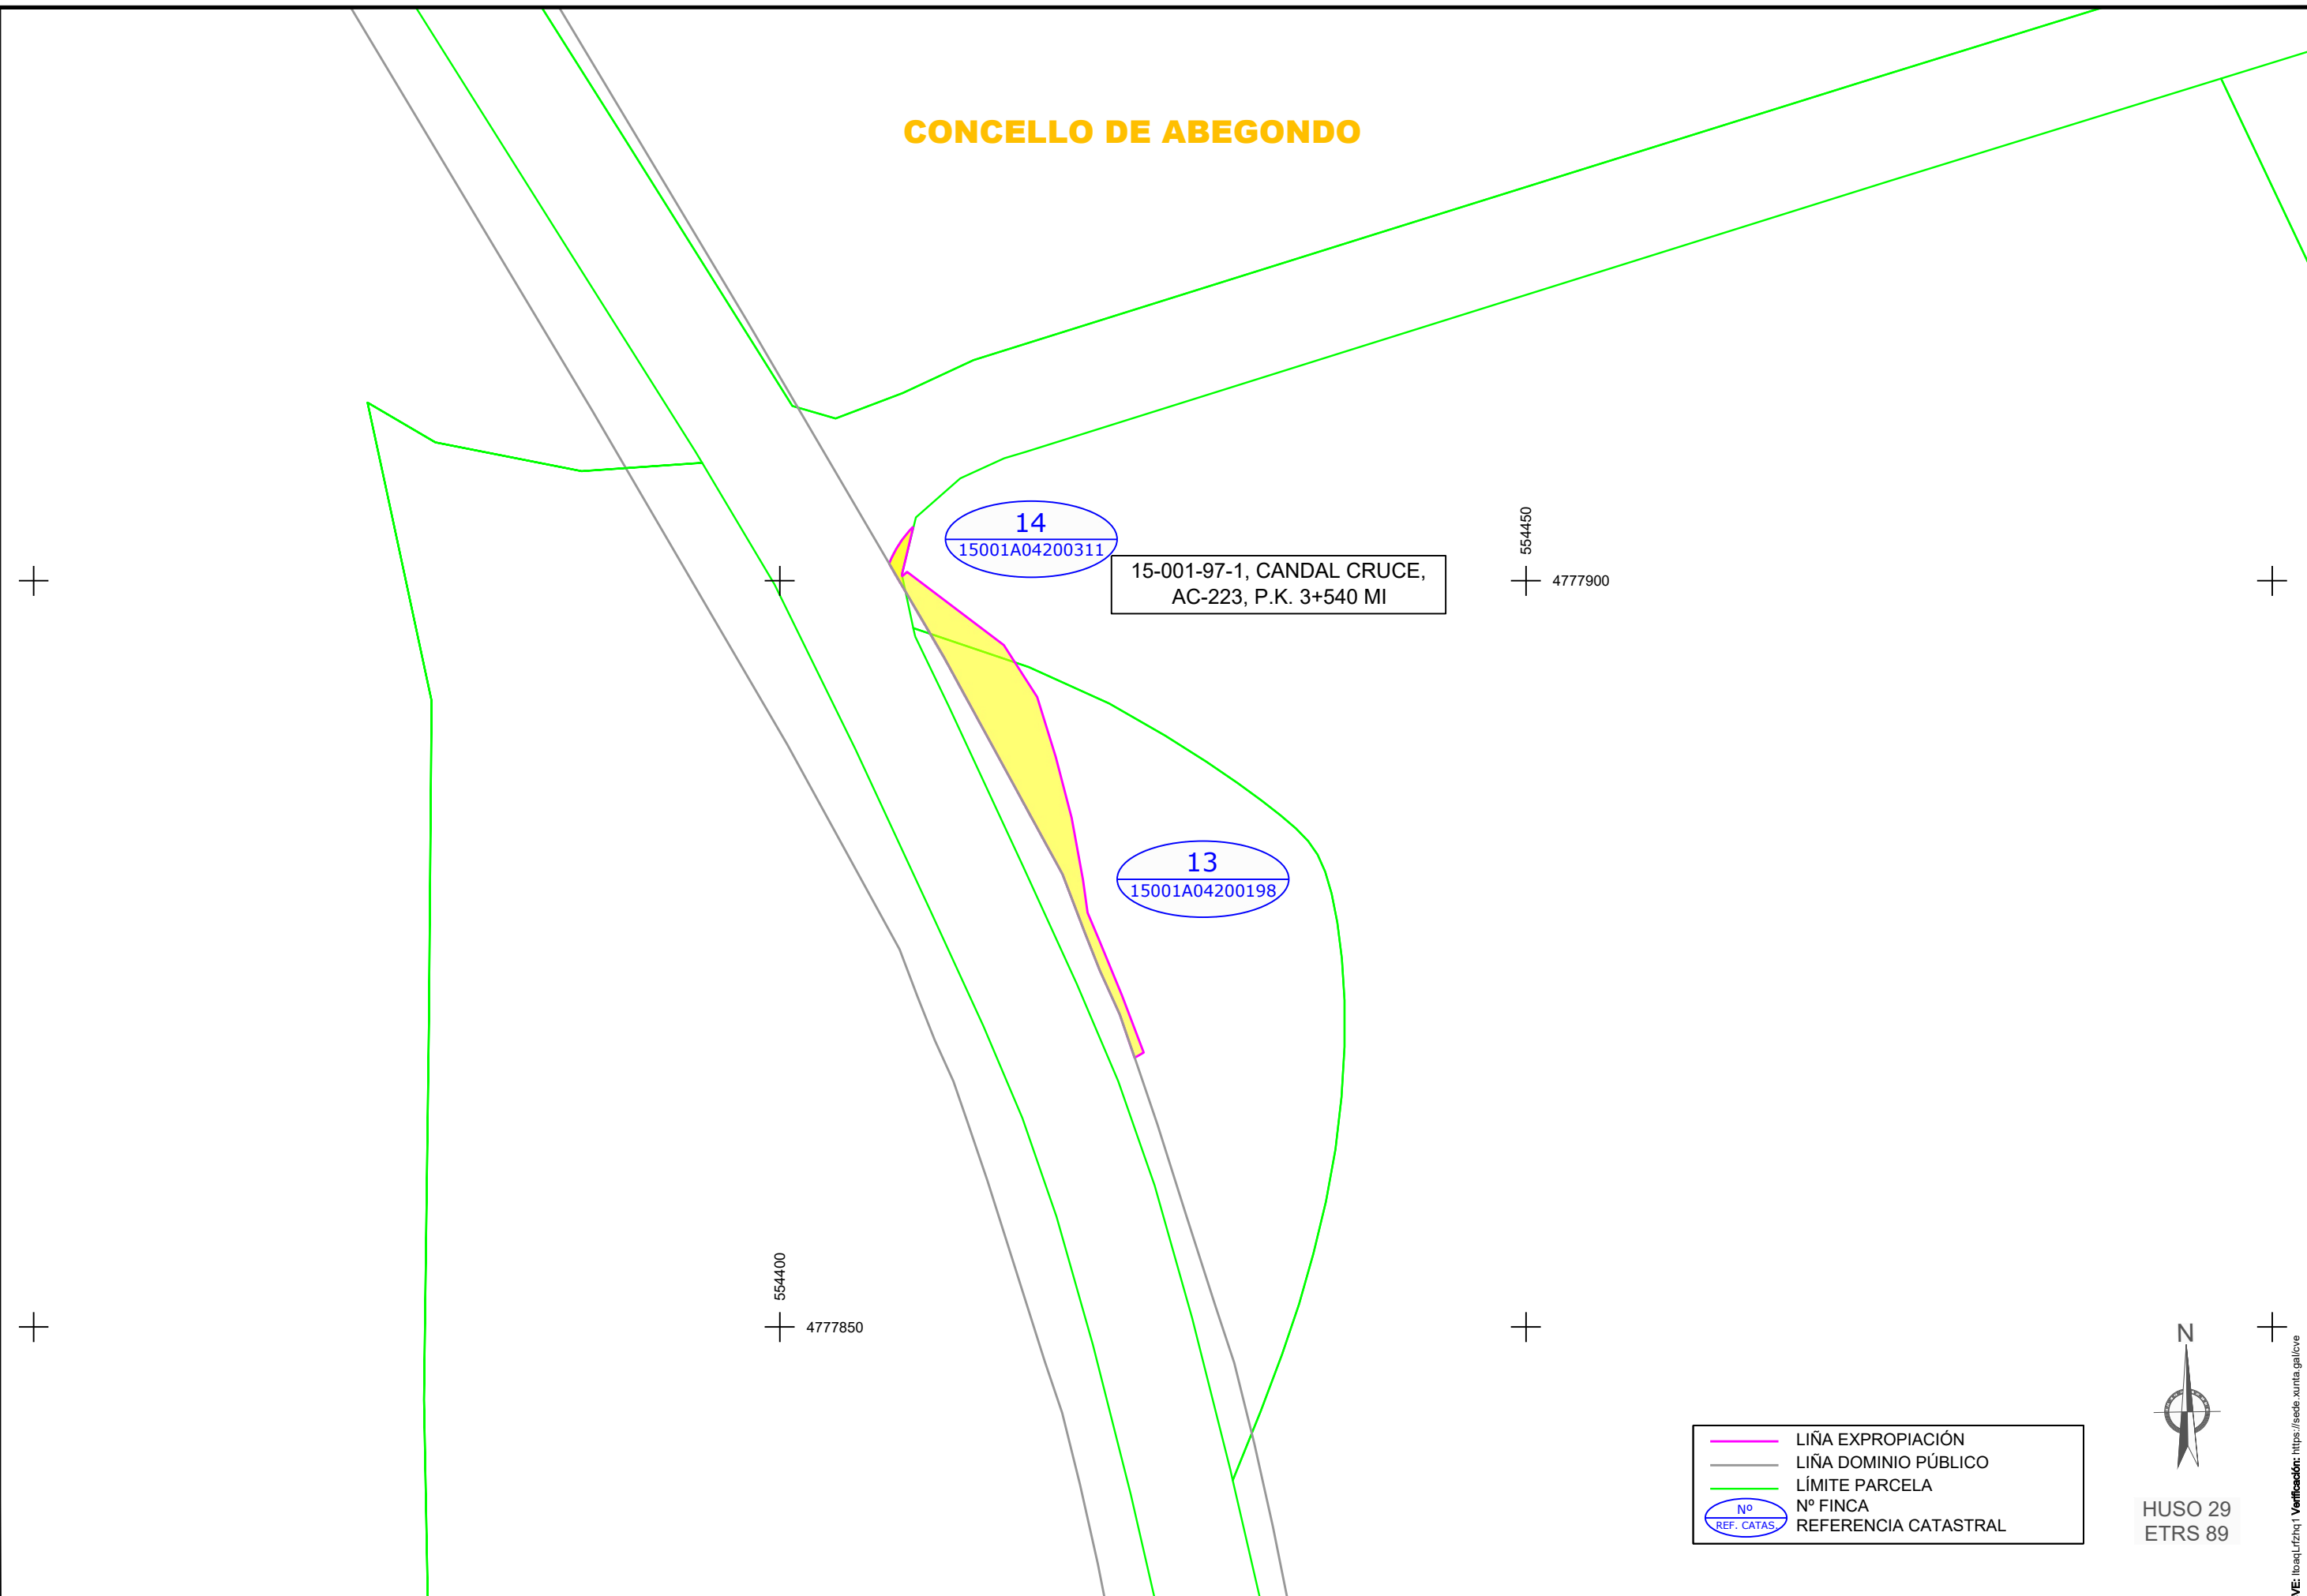 CONCELLO DE ABEGONDO
14
15001A04200311
15-001-97-1, CANDAL CRUCE,
AC-223, P.K. 3+540 MI
554450
4777900
13
15001A04200198
554400
4777850
LIÑA EXPROPIACIÓN
LIÑA DOMINIO PÚBLICO
LÍMITE PARCELA
Nº
REF. CATAS.
Nº FINCA
REFERENCIA CATASTRAL
N
HUSO 29
ETRS 89
Verificación: https://sede.xunta.gal/cve